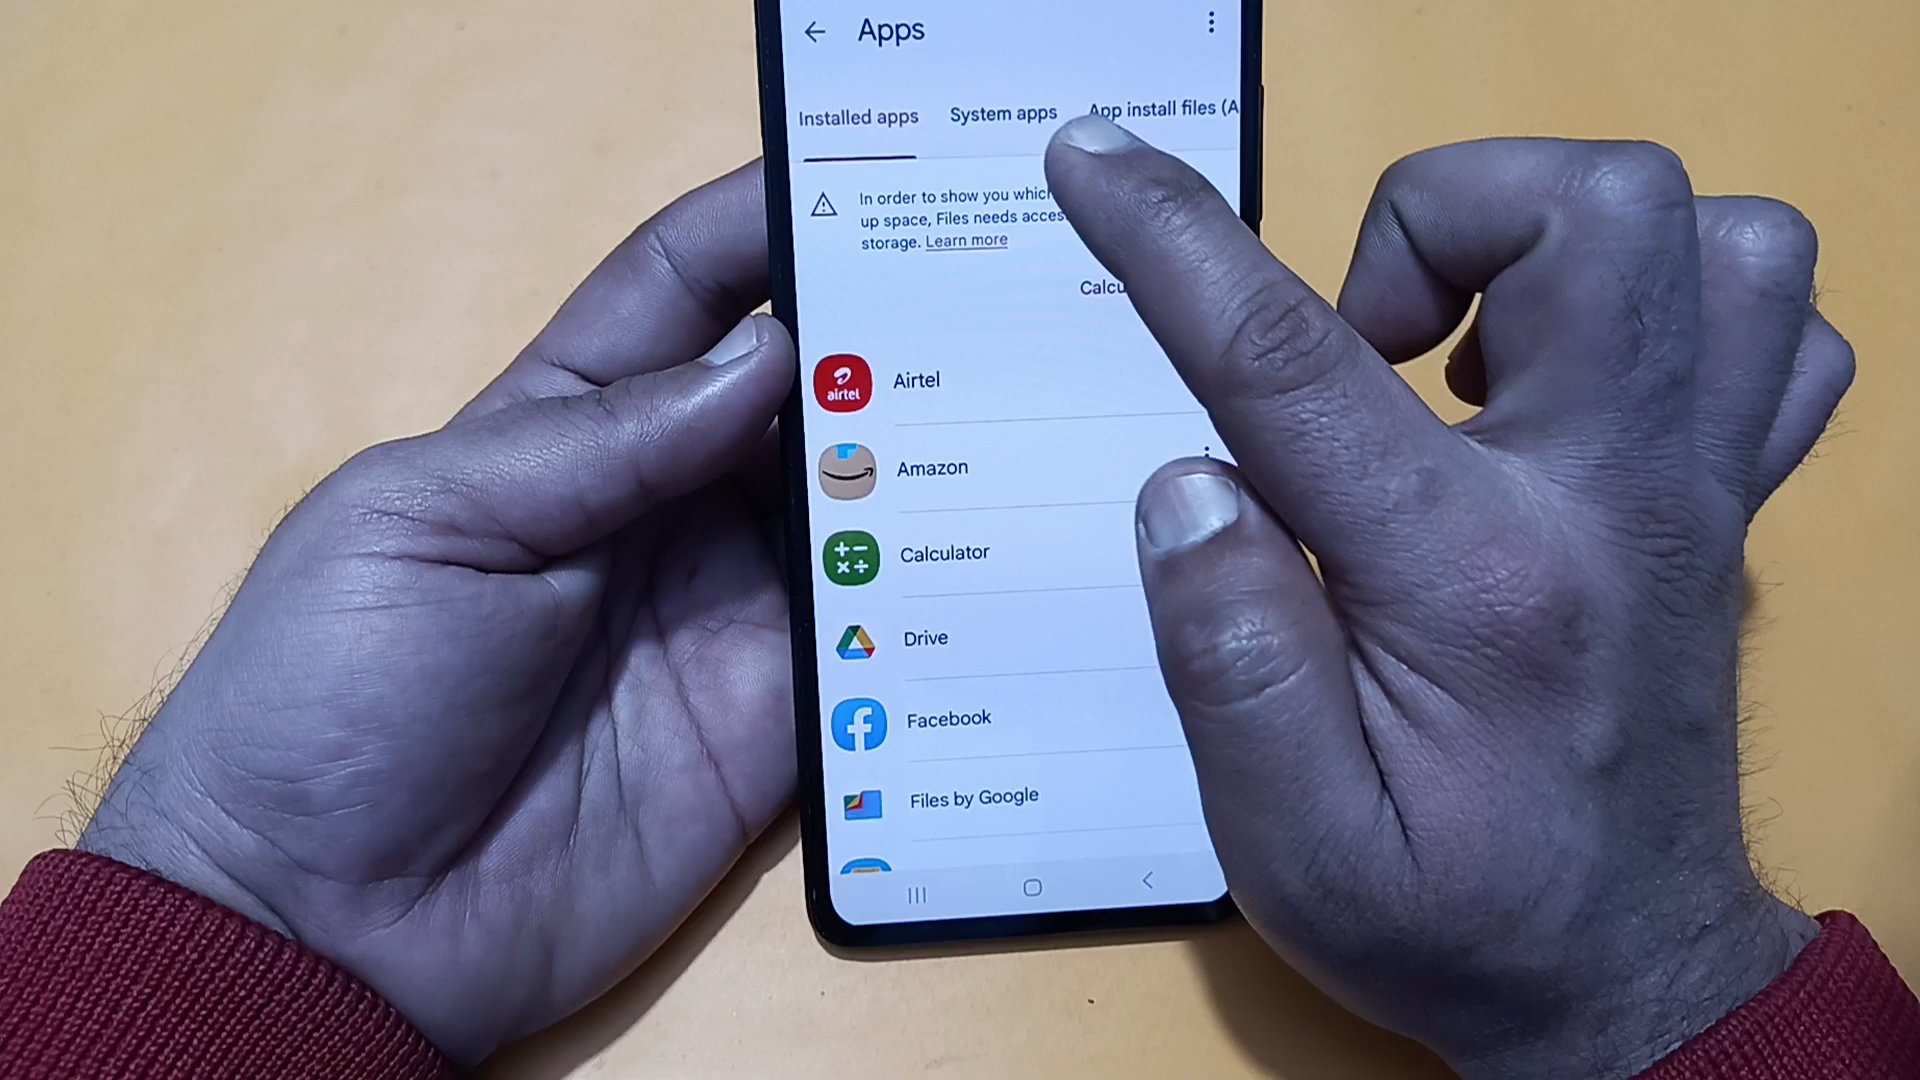 Apps
Installed apps System apps App install files (A
In order to show you which
up space, Files needs access
storage. Learn more
Calcu
airtel
Airtel
Amazon
Calculator
Drive
Facebook
Files by Google